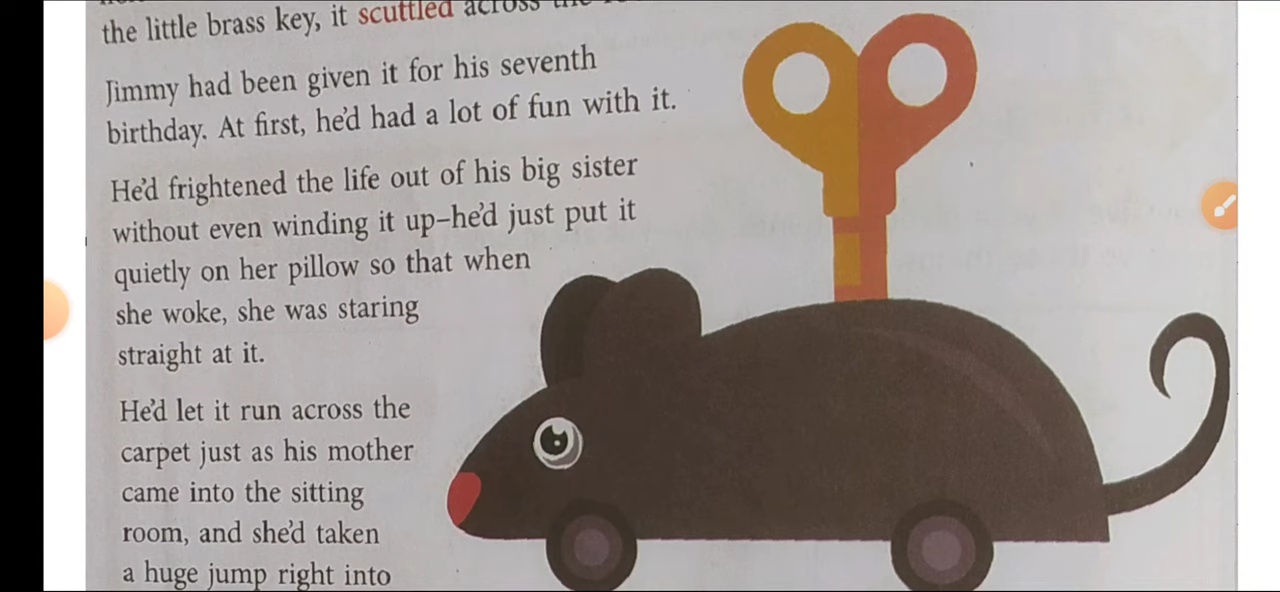 the little brass key, it scuttled across the
Jimmy had been given it for his seventh
birthday. At first, he'd had a lot of fun with it.
He'd frightened the life out of his big sister
without even winding it up–he'd just put it
quietly on her pillow so that when
she woke, she was staring
straight at it.
He'd let it run across the
carpet just as his mother
came into the sitting
room, and she'd taken
a huge jump right into